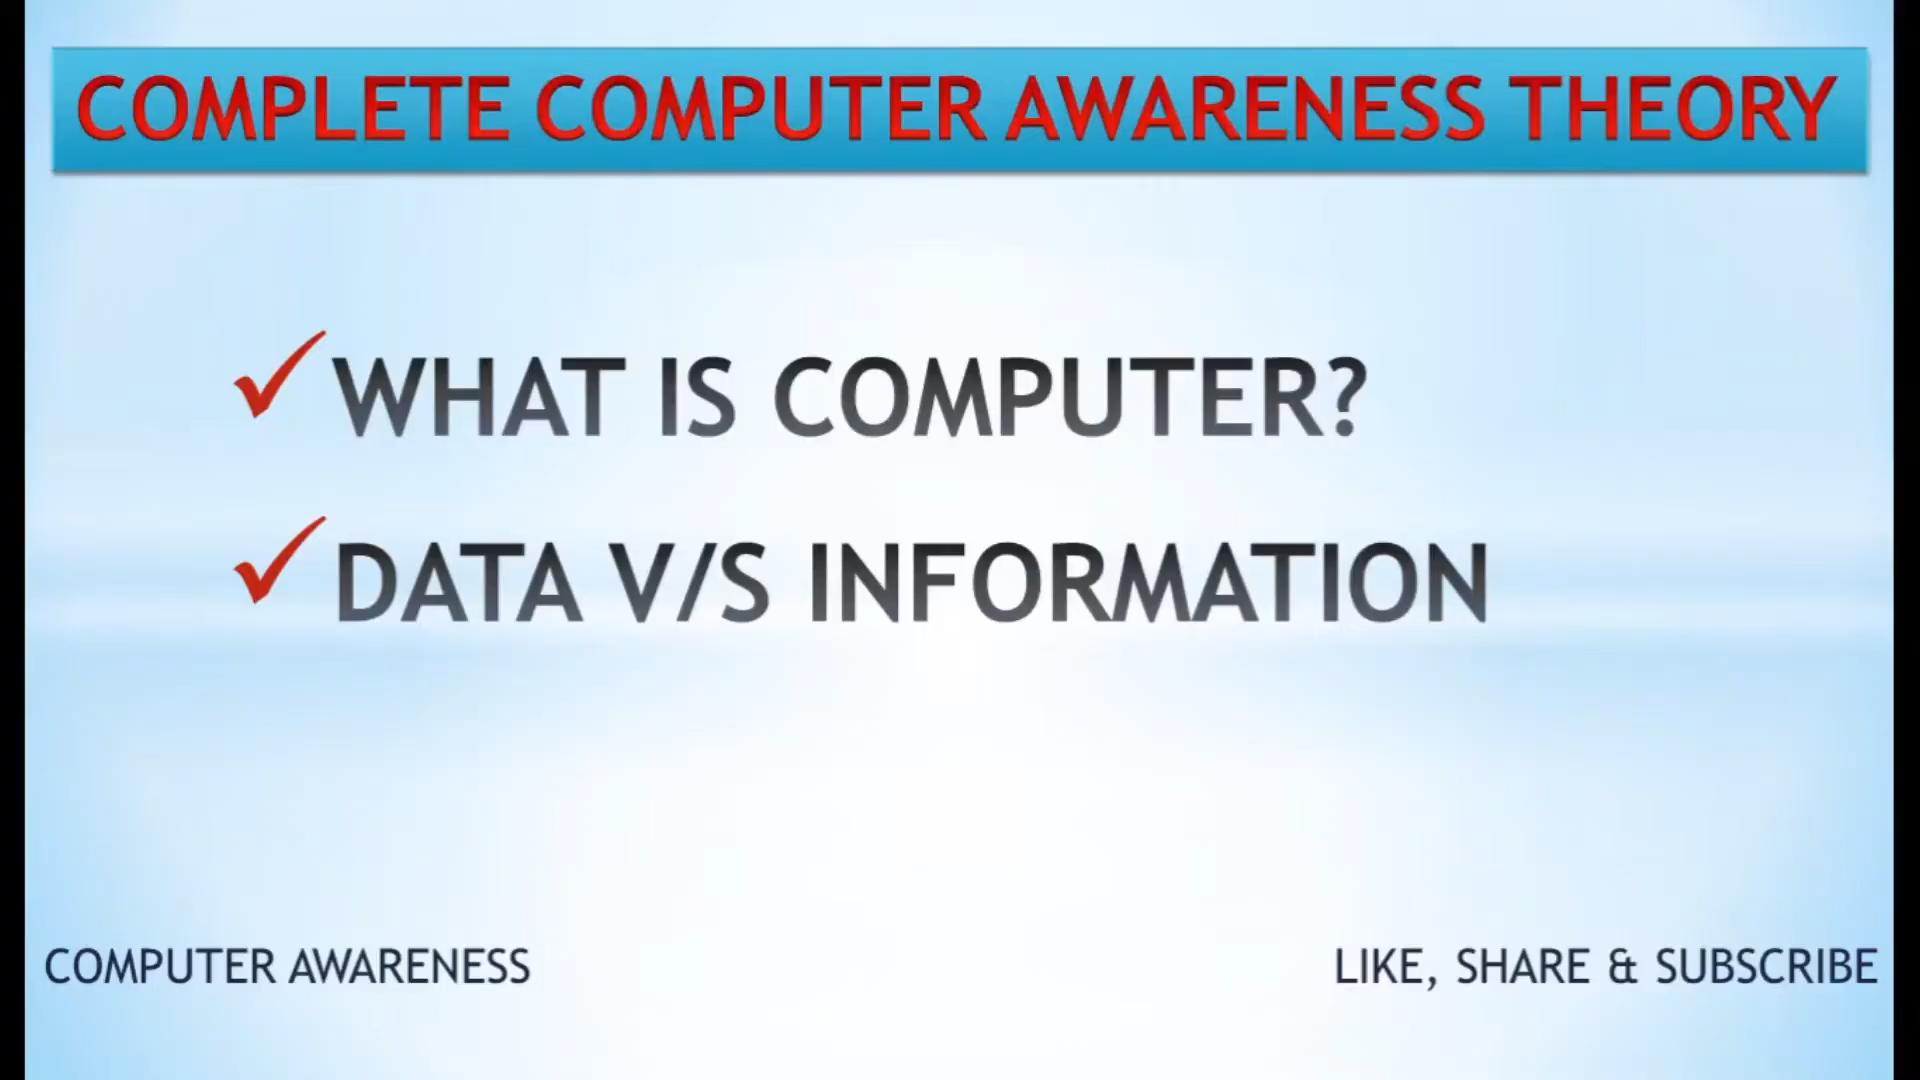 COMPLETE COMPUTER AWARENESS THEORY
WHAT IS COMPUTER?
DATA V/S INFORMATION
COMPUTER AWARENESS
LIKE, SHARE & SUBSCRIBE